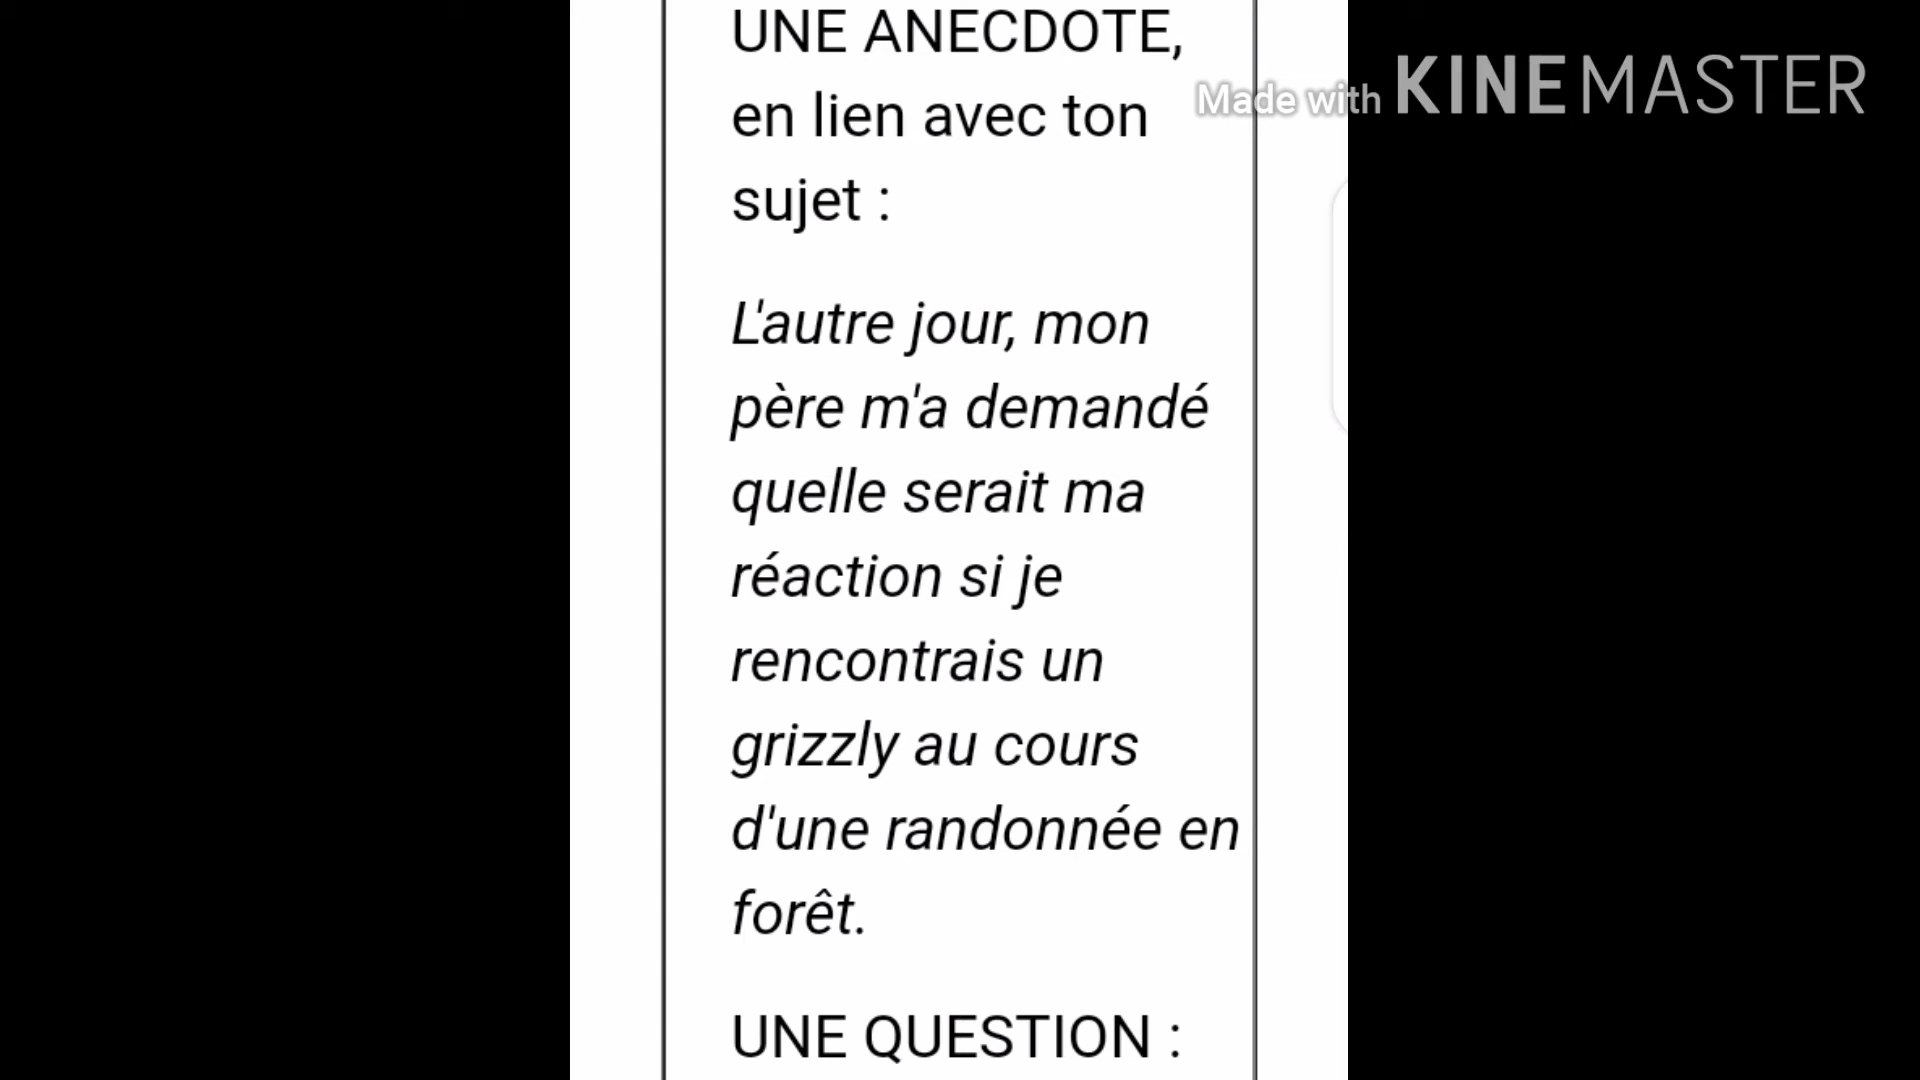 UNE ANECDOTE,
en lien avec ton
sujet :
L'autre jour, mon
père m'a demandé
quelle serait ma
réaction si je
rencontrais un
grizzly au cours
d'une randonnée en
forêt.
UNE QUESTION :
Made with KINEMASTER